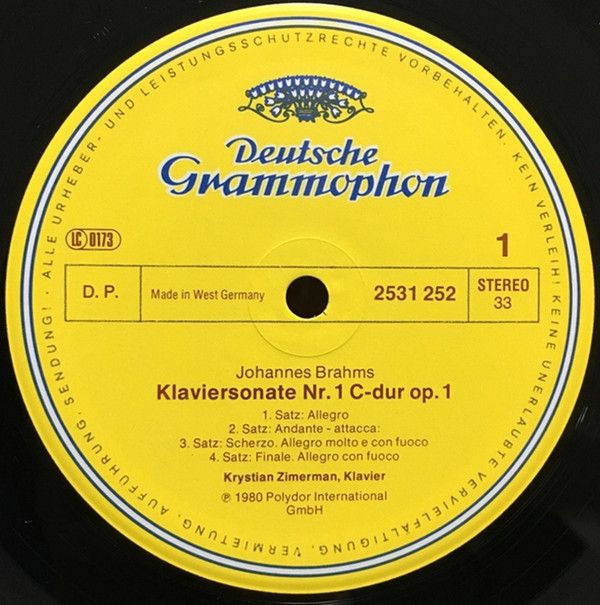 ALLE URHEBER- UND LEISTUNGSSCHUTZRECHTE VORBEHALTEN. KEIN VERLEIH! KEINE UNERLAUBTE VERVIELFÄLTIGUNG, VERMIETUNG, AUFFÜHRUNG, SENDUNG!
Deutsche
Grammophon
LC 0173
1
D. P.
Made in West Germany
2531 252
STEREO
33
Johannes Brahms
Klaviersonate Nr. 1 C-dur op. 1
1. Satz: Allegro
2. Satz: Andante - attacca:
3. Satz: Scherzo. Allegro molto e con fuoco
4. Satz: Finale. Allegro con fuoco
Krystian Zimerman, Klavier
℗ 1980 Polydor International
GmbH